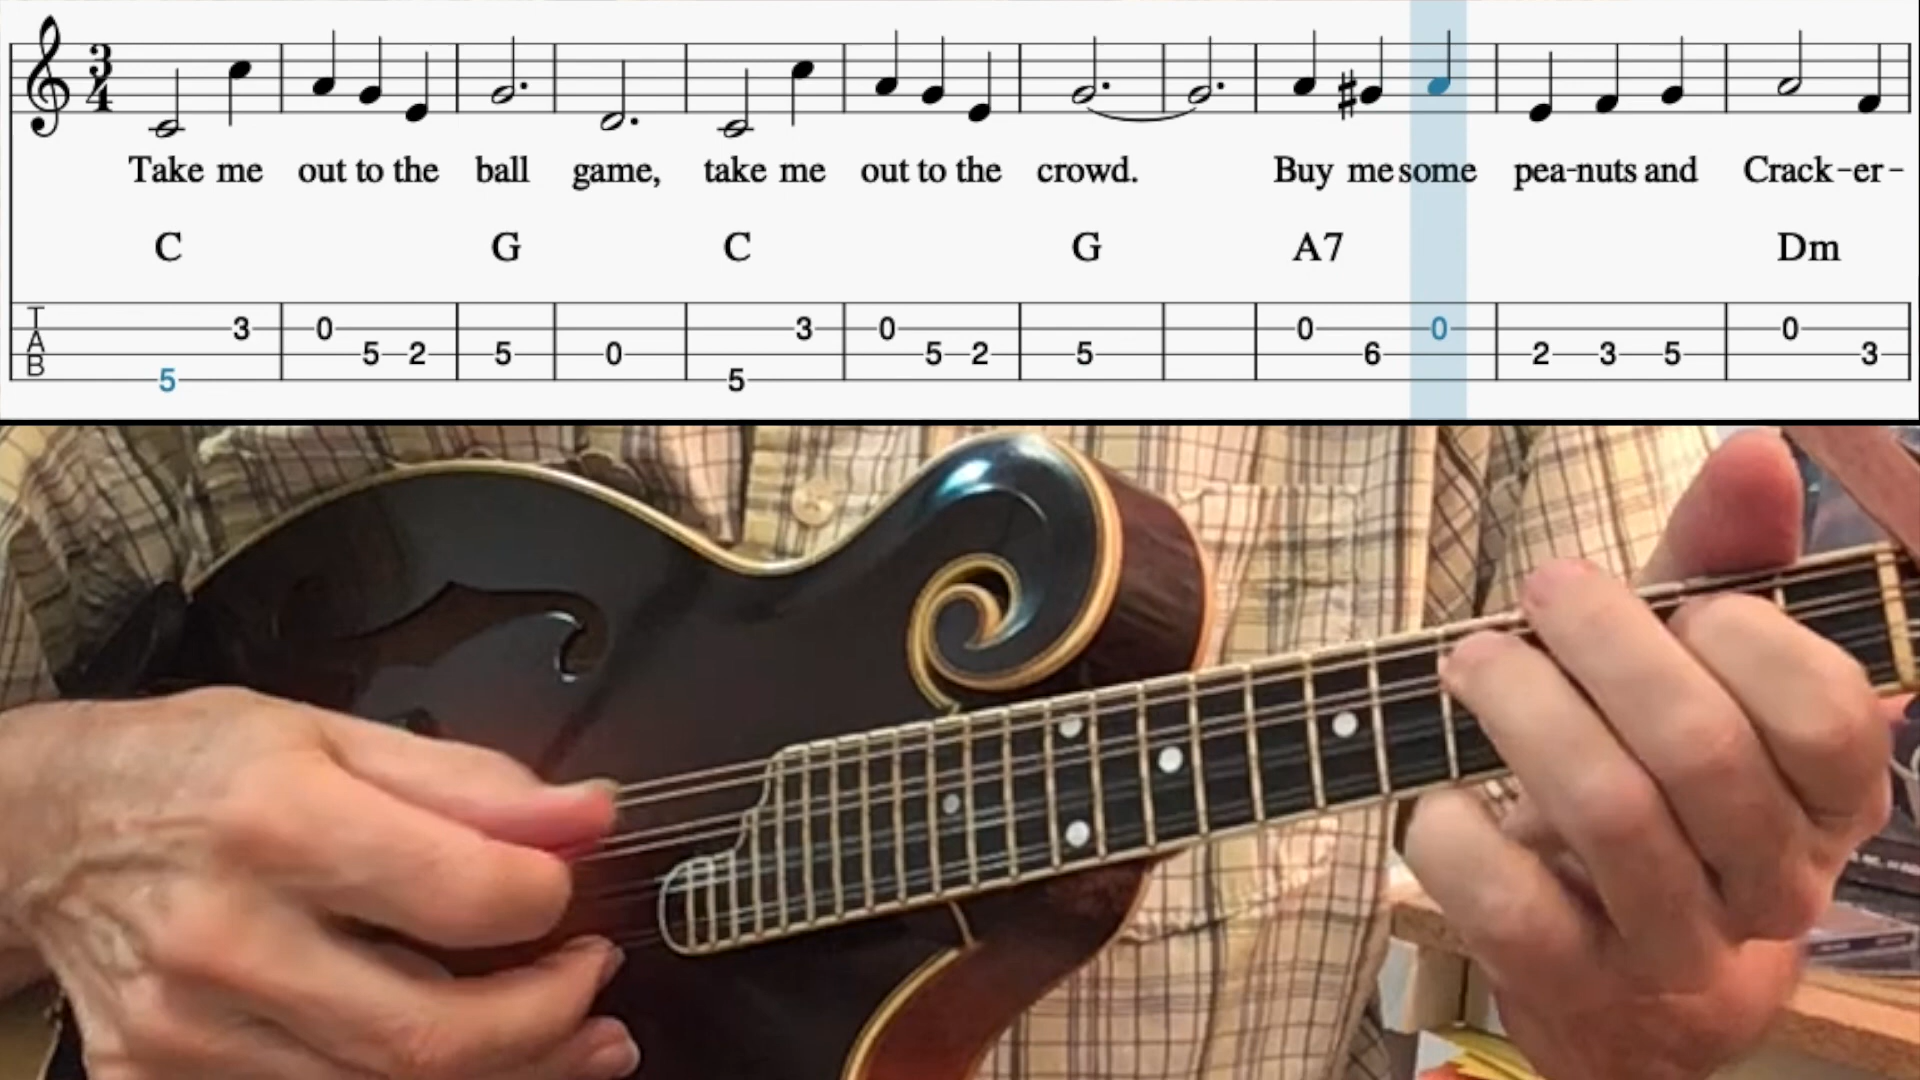 3
4
Take me out to the ball game, take me out to the crowd. Buy me some pea-nuts and Crack-er-
C G C G A7 Dm
T
A
B
3 0 3 0 0 0 0
5 2 5 0 5 2 5 6 2 3 5 3
5 5